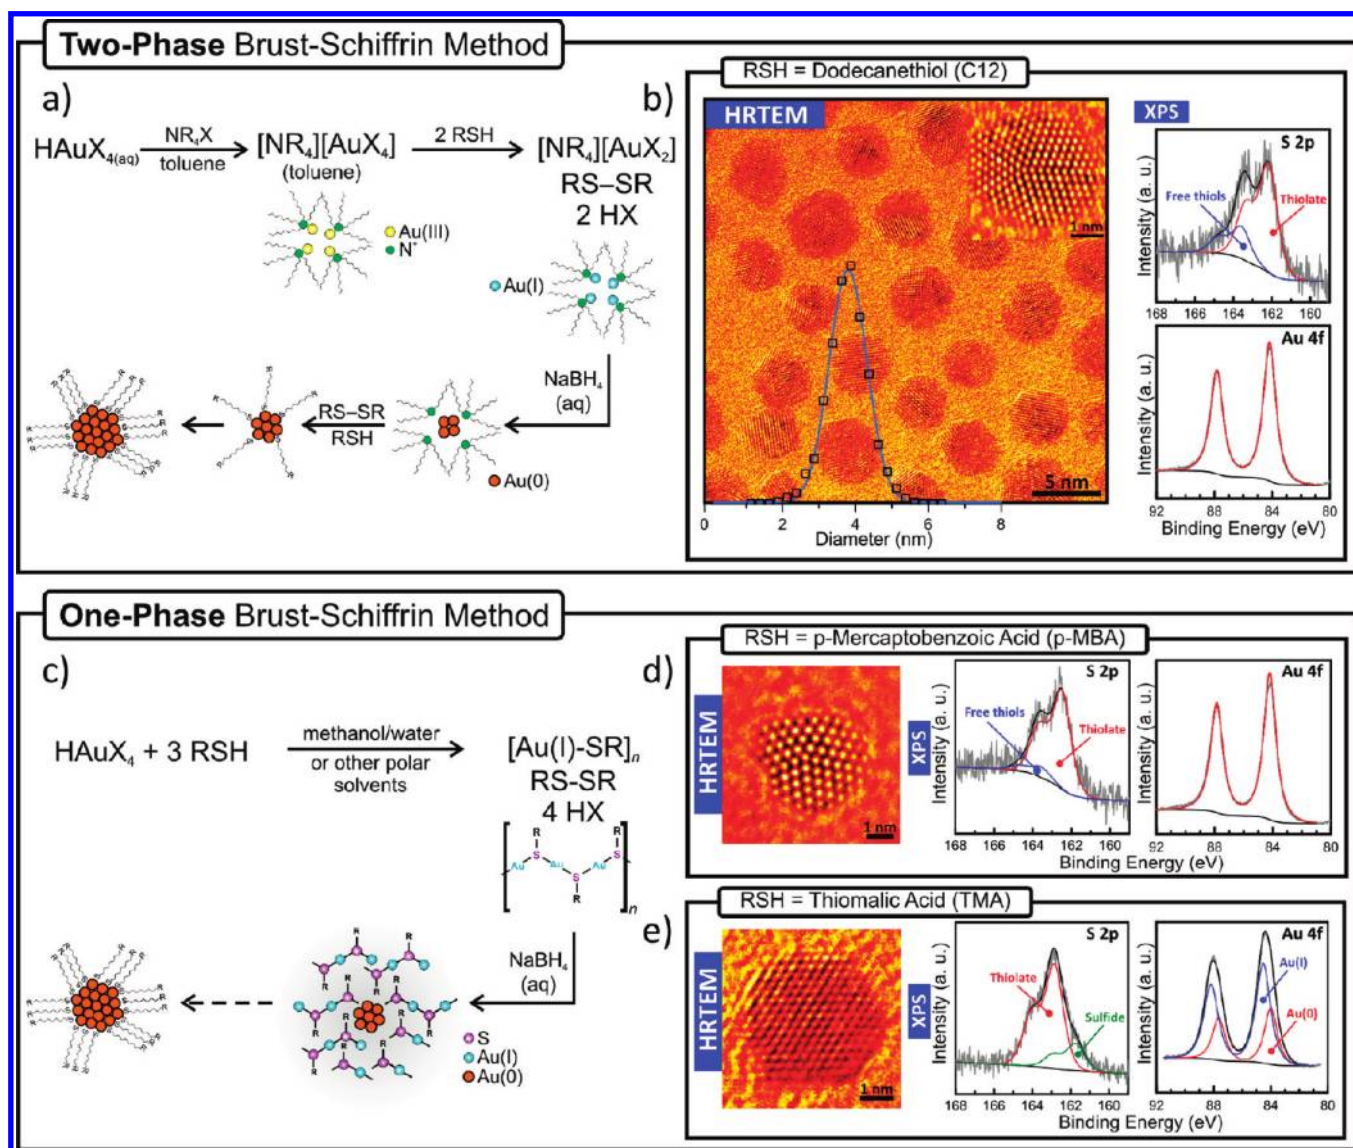 Two-Phase Brust-Schiffrin Method
a)
HAuX4(aq)
NR4X
toluene
[NR4][AuX4]
(toluene)
2 RSH
[NR4][AuX2]
RS–SR
2 HX
Au(III)
N+
Au(I)
NaBH4
(aq)
RS–SR
RSH
Au(0)
b)
RSH = Dodecanethiol (C12)
HRTEM
1 nm
5 nm
0 2 4 6 8
Diameter (nm)
XPS
S 2p
Free thiols
Thiolate
Intensity (a. u.)
168 166 164 162 160
Au 4f
Intensity (a. u.)
92 88 84 80
Binding Energy (eV)
One-Phase Brust-Schiffrin Method
c)
HAuX4 + 3 RSH
methanol/water
or other polar
solvents
[Au(I)-SR]n
RS-SR
4 HX
R R
S S
Au Au Au
S
R
n
NaBH4
(aq)
S
Au(I)
Au(0)
d)
RSH = p-Mercaptobenzoic Acid (p-MBA)
HRTEM
1 nm
XPS
S 2p
Free thiols
Thiolate
Intensity (a. u.)
168 166 164 162 160
Au 4f
Intensity (a. u.)
92 88 84 80
Binding Energy (eV)
e)
RSH = Thiomalic Acid (TMA)
HRTEM
1 nm
XPS
S 2p
Thiolate
Sulfide
Intensity (a. u.)
168 166 164 162 160
Au 4f
Au(I)
Au(0)
Intensity (a. u.)
92 88 84 80
Binding Energy (eV)